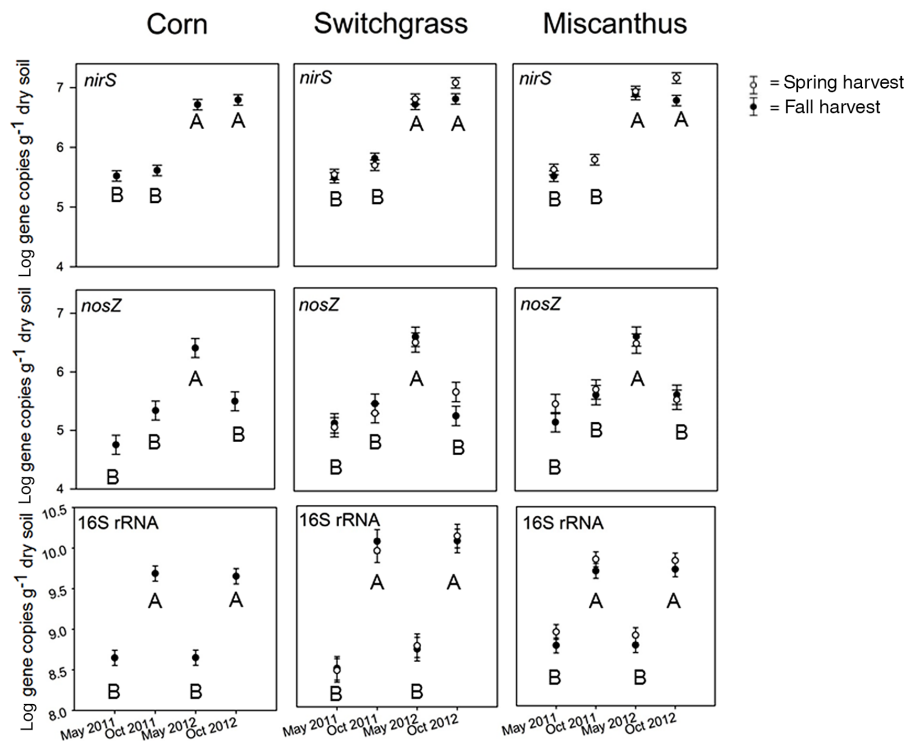 Corn Switchgrass Miscanthus
= Spring harvest
= Fall harvest
Log gene copies g-1 dry soil
7
6
5
4
nirS
A A
B B
nirS
A A
B B
nirS
A A
B B
Log gene copies g-1 dry soil
7
6
5
4
nosZ
A
B B
B
nosZ
A
B B
B
nosZ
A
B B
B
Log gene copies g-1 dry soil
10.5
10.0
9.5
9.0
8.5
8.0
16S rRNA
A A
B B
16S rRNA
A A
B B
16S rRNA
A A
B B
May 2011 Oct 2011 May 2012 Oct 2012
May 2011 Oct 2011 May 2012 Oct 2012
May 2011 Oct 2011 May 2012 Oct 2012